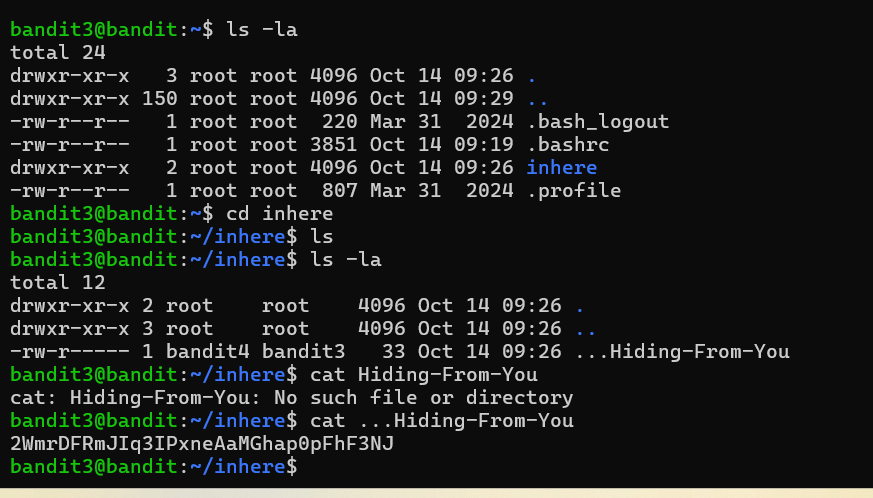 bandit3@bandit:~$ ls -la
total 24
drwxr-xr-x   3 root root 4096 Oct 14 09:26 .
drwxr-xr-x 150 root root 4096 Oct 14 09:29 ..
-rw-r--r--   1 root root  220 Mar 31  2024 .bash_logout
-rw-r--r--   1 root root 3851 Oct 14 09:19 .bashrc
drwxr-xr-x   2 root root 4096 Oct 14 09:26 inhere
-rw-r--r--   1 root root  807 Mar 31  2024 .profile
bandit3@bandit:~$ cd inhere
bandit3@bandit:~/inhere$ ls
bandit3@bandit:~/inhere$ ls -la
total 12
drwxr-xr-x 2 root    root    4096 Oct 14 09:26 .
drwxr-xr-x 3 root    root    4096 Oct 14 09:26 ..
-rw-r----- 1 bandit4 bandit3   33 Oct 14 09:26 ...Hiding-From-You
bandit3@bandit:~/inhere$ cat Hiding-From-You
cat: Hiding-From-You: No such file or directory
bandit3@bandit:~/inhere$ cat ...Hiding-From-You
2WmrDFRmJIq3IPxneAaMGhap0pFhF3NJ
bandit3@bandit:~/inhere$